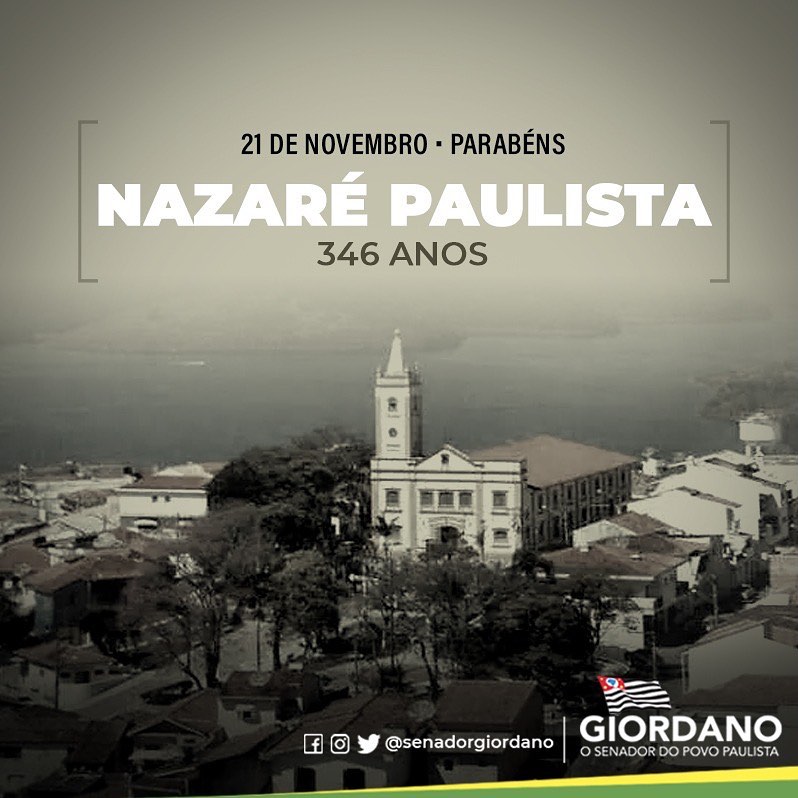 21 DE NOVEMBRO • PARABÉNS
NAZARÉ PAULISTA
346 ANOS
@senadorgiordano
GIORDANO
O SENADOR DO POVO PAULISTA